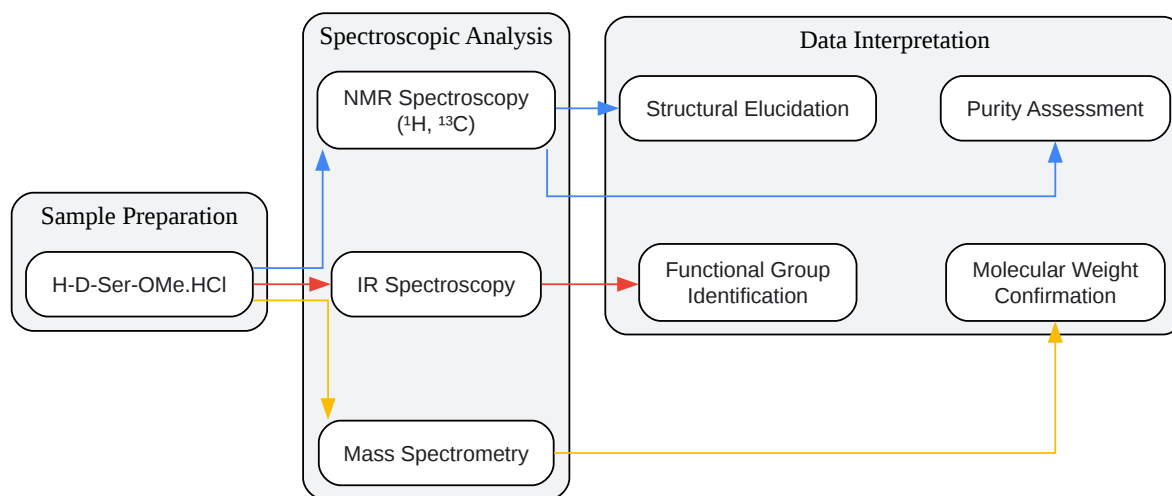 Sample Preparation
H-D-Ser-OMe.HCl
Spectroscopic Analysis
NMR Spectroscopy
(¹H, ¹³C)
IR Spectroscopy
Mass Spectrometry
Data Interpretation
Structural Elucidation
Purity Assessment
Functional Group
Identification
Molecular Weight
Confirmation